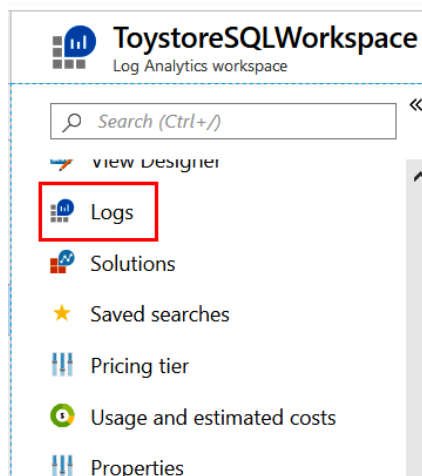 ToystoreSQLWorkspace
Log Analytics workspace
Search (Ctrl+/)
View Designer
Logs
Solutions
Saved searches
Pricing tier
Usage and estimated costs
Properties